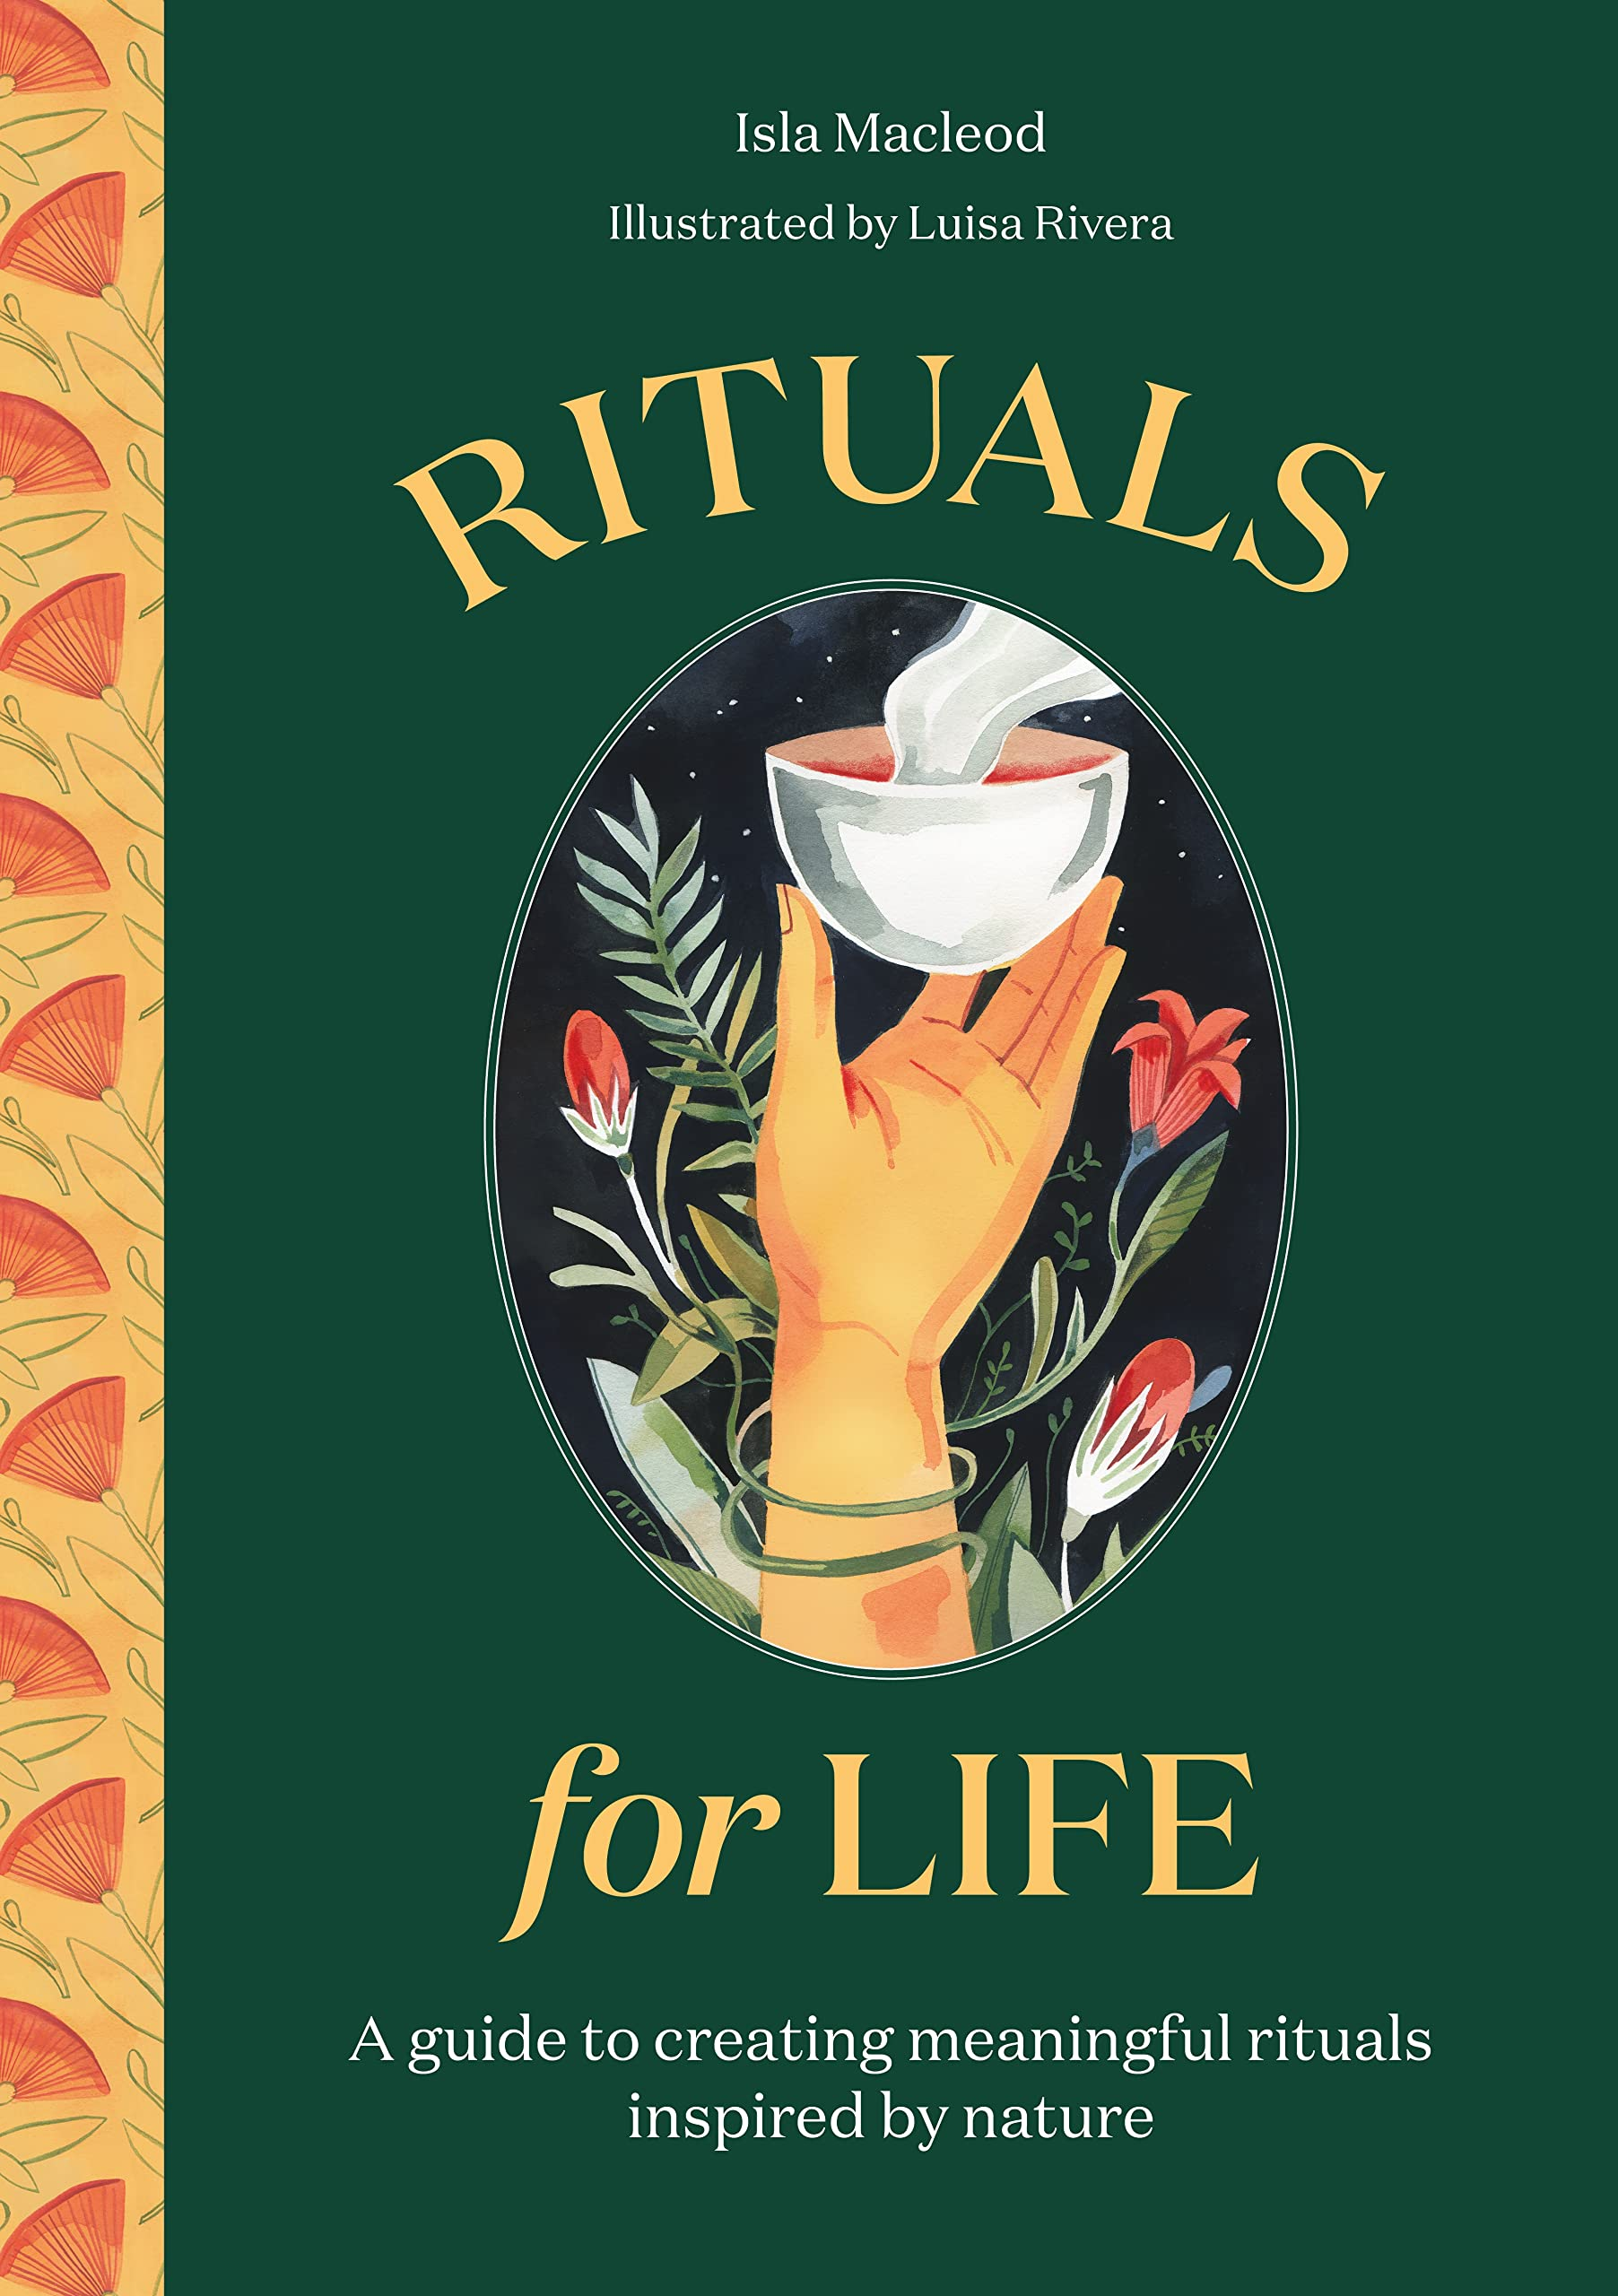 Isla Macleod
Illustrated by Luisa Rivera
RITUALS
for LIFE
A guide to creating meaningful rituals
inspired by nature